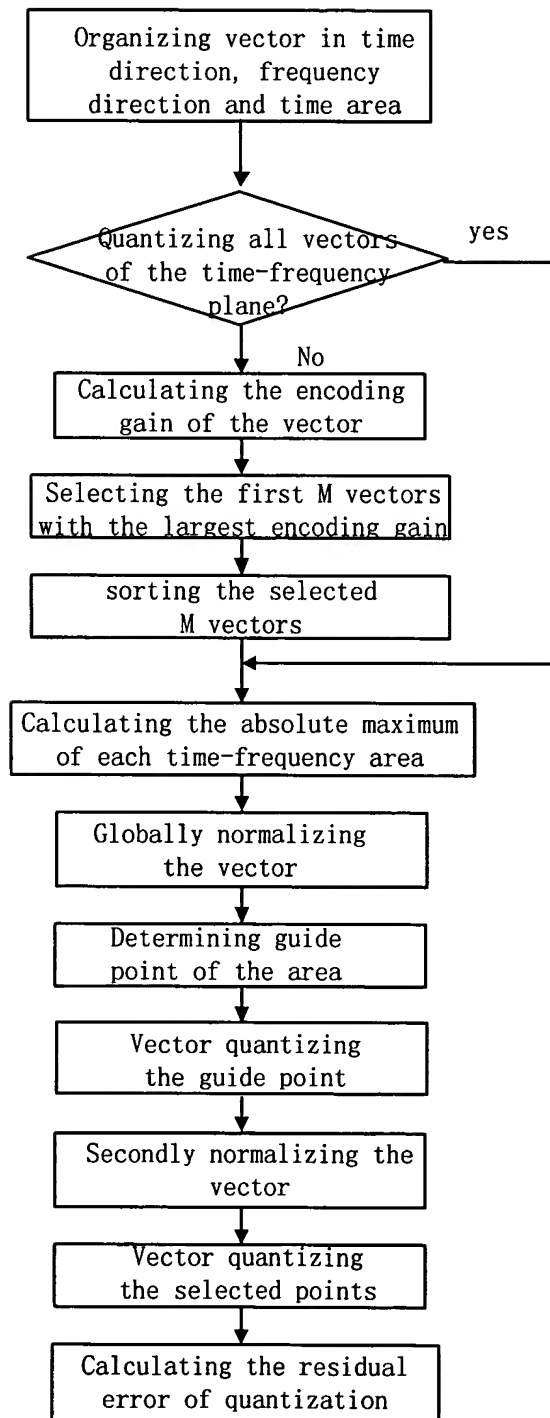 Organizing vector in time
direction, frequency
direction and time area
Quantizing all vectors
of the time-frequency
plane?
yes
No
Calculating the encoding
gain of the vector
Selecting the first M vectors
with the largest encoding gain
sorting the selected
M vectors
Calculating the absolute maximum
of each time-frequency area
Globally normalizing
the vector
Determining guide
point of the area
Vector quantizing
the guide point
Secondly normalizing the
vector
Vector quantizing
the selected points
Calculating the residual
error of quantization